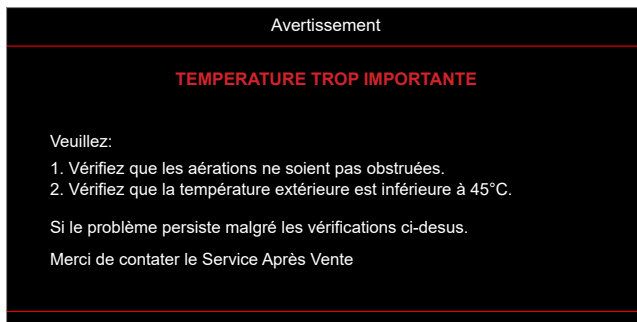 Avertissement
TEMPERATURE TROP IMPORTANTE
Veuillez:
1. Vérifiez que les aérations ne soient pas obstruées.
2. Vérifiez que la température extérieure est inférieure à 45°C.
Si le problème persiste malgré les vérifications ci-desus.
Merci de contater le Service Après Vente